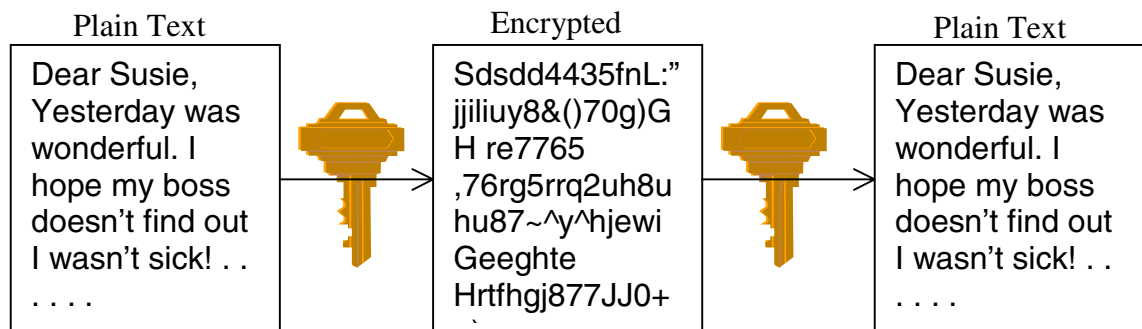 Plain Text
Dear Susie,
Yesterday was
wonderful. I
hope my boss
doesn’t find out
I wasn’t sick! . .
. . . .
Encrypted
Sdsdd4435fnL:”
jjiliuy8&()70g)G
H re7765
,76rg5rrq2uh8u
hu87~^y^hjewi
Geeghte
Hrtfhgj877JJ0+
Plain Text
Dear Susie,
Yesterday was
wonderful. I
hope my boss
doesn’t find out
I wasn’t sick! . .
. . . .